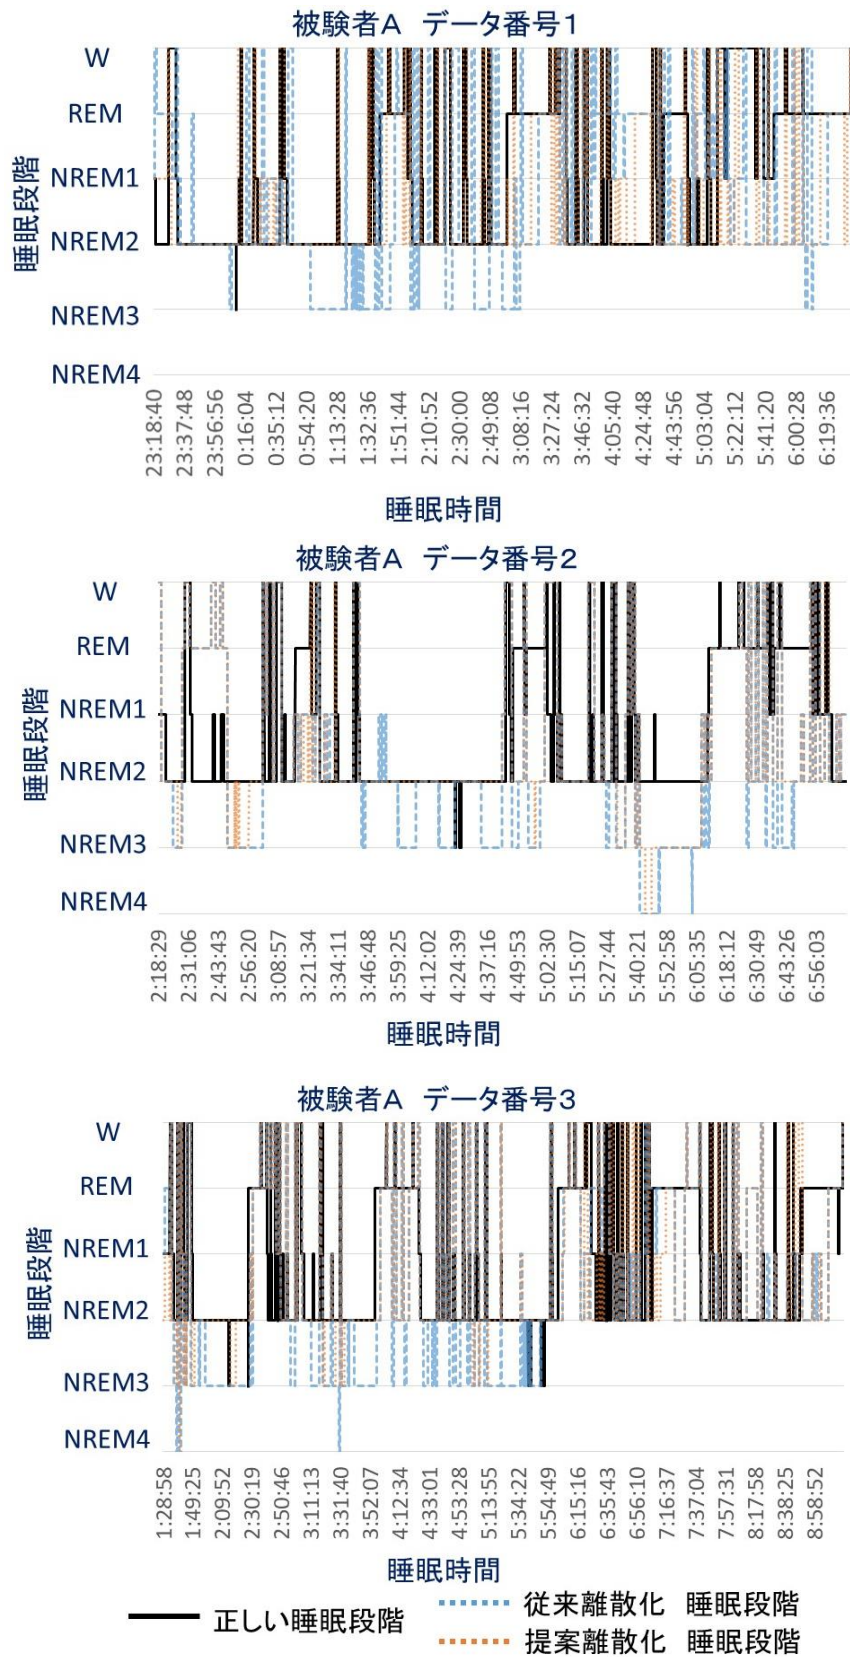 被験者A データ番号1
睡眠段階
W
REM
NREM1
NREM2
NREM3
NREM4
23:18:40
23:37:48
23:56:56
0:16:04
0:35:12
0:54:20
1:13:28
1:32:36
1:51:44
2:10:52
2:30:00
2:49:08
3:08:16
3:27:24
3:46:32
4:05:40
4:24:48
4:43:56
5:03:04
5:22:12
5:41:20
6:00:28
6:19:36
睡眠時間
被験者A データ番号2
睡眠段階
W
REM
NREM1
NREM2
NREM3
NREM4
2:18:29
2:31:06
2:43:43
2:56:20
3:08:57
3:21:34
3:34:11
3:46:48
3:59:25
4:12:02
4:24:39
4:37:16
4:49:53
5:02:30
5:15:07
5:27:44
5:40:21
5:52:58
6:05:35
6:18:12
6:30:49
6:43:26
6:56:03
睡眠時間
被験者A データ番号3
睡眠段階
W
REM
NREM1
NREM2
NREM3
NREM4
1:28:58
1:49:25
2:09:52
2:30:19
2:50:46
3:11:13
3:31:40
3:52:07
4:12:34
4:33:01
4:53:28
5:13:55
5:34:22
5:54:49
6:15:16
6:35:43
6:56:10
7:16:37
7:37:04
7:57:31
8:17:58
8:38:25
8:58:52
睡眠時間
正しい睡眠段階
従来離散化 睡眠段階
提案離散化 睡眠段階